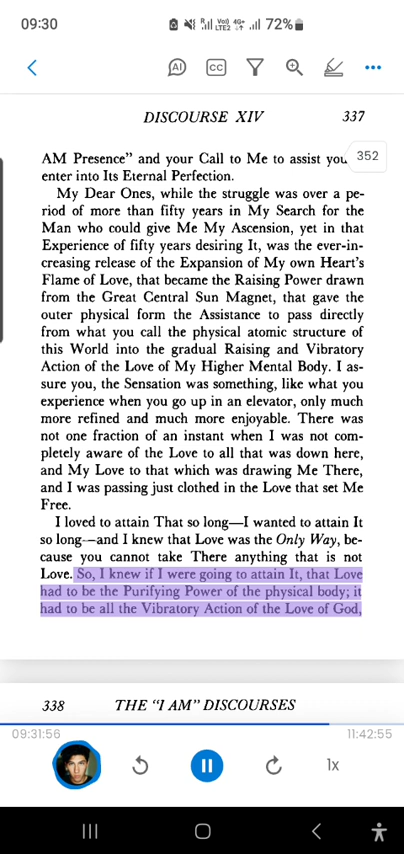 09:30
72%
AI CC
DISCOURSE XIV 337
352
AM Presence” and your Call to Me to assist you
enter into Its Eternal Perfection.
My Dear Ones, while the struggle was over a pe-
riod of more than fifty years in My Search for the
Man who could give Me My Ascension, yet in that
Experience of fifty years desiring It, was the ever-in-
creasing release of the Expansion of My own Heart’s
Flame of Love, that became the Raising Power drawn
from the Great Central Sun Magnet, that gave the
outer physical form the Assistance to pass directly
from what you call the physical atomic structure of
this World into the gradual Raising and Vibratory
Action of the Love of My Higher Mental Body. I as-
sure you, the Sensation was something, like what you
experience when you go up in an elevator, only much
more refined and much more enjoyable. There was
not one fraction of an instant when I was not com-
pletely aware of the Love to all that was down here,
and My Love to that which was drawing Me There,
and I was passing just clothed in the Love that set Me
Free.
I loved to attain That so long—I wanted to attain It
so long—and I knew that Love was the Only Way, be-
cause you cannot take There anything that is not
Love. So, I knew if I were going to attain It, that Love
had to be the Purifying Power of the physical body; it
had to be all the Vibratory Action of the Love of God,
338 THE “I AM” DISCOURSES
09:31:56 11:42:55
1x